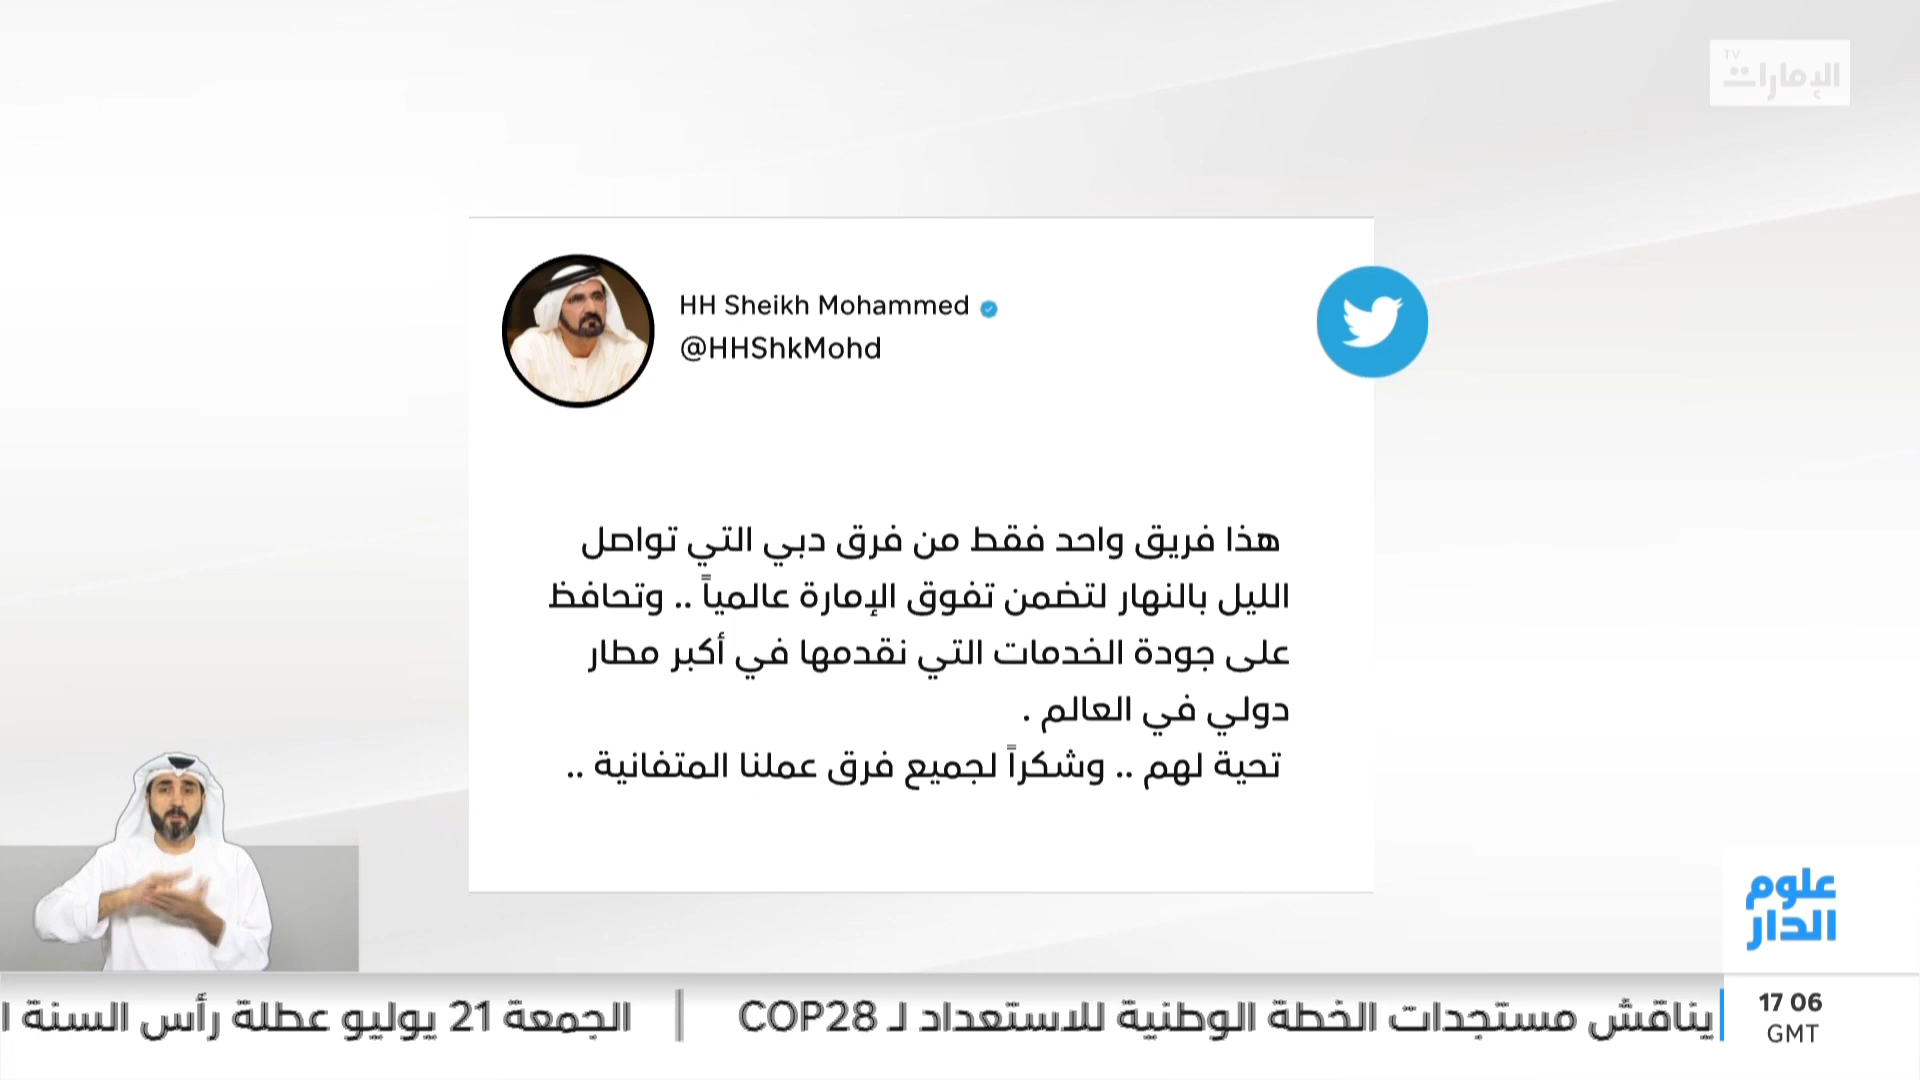 TV
الإمارات
HH Sheikh Mohammed
@HHShkMohd
هذا فريق واحد فقط من فرق دبي التي تواصل
الليل بالنهار لتضمن تفوق الإمارة عالمياً .. وتحافظ
على جودة الخدمات التي نقدمها في أكبر مطار
دولي في العالم .
تحية لهم .. وشكراً لجميع فرق عملنا المتفانية ..
علوم
الدار
17 06
GMT
يناقش مستجدات الخطة الوطنية للاستعداد لـ COP28 | الجمعة 21 يوليو عطلة رأس السنة ا